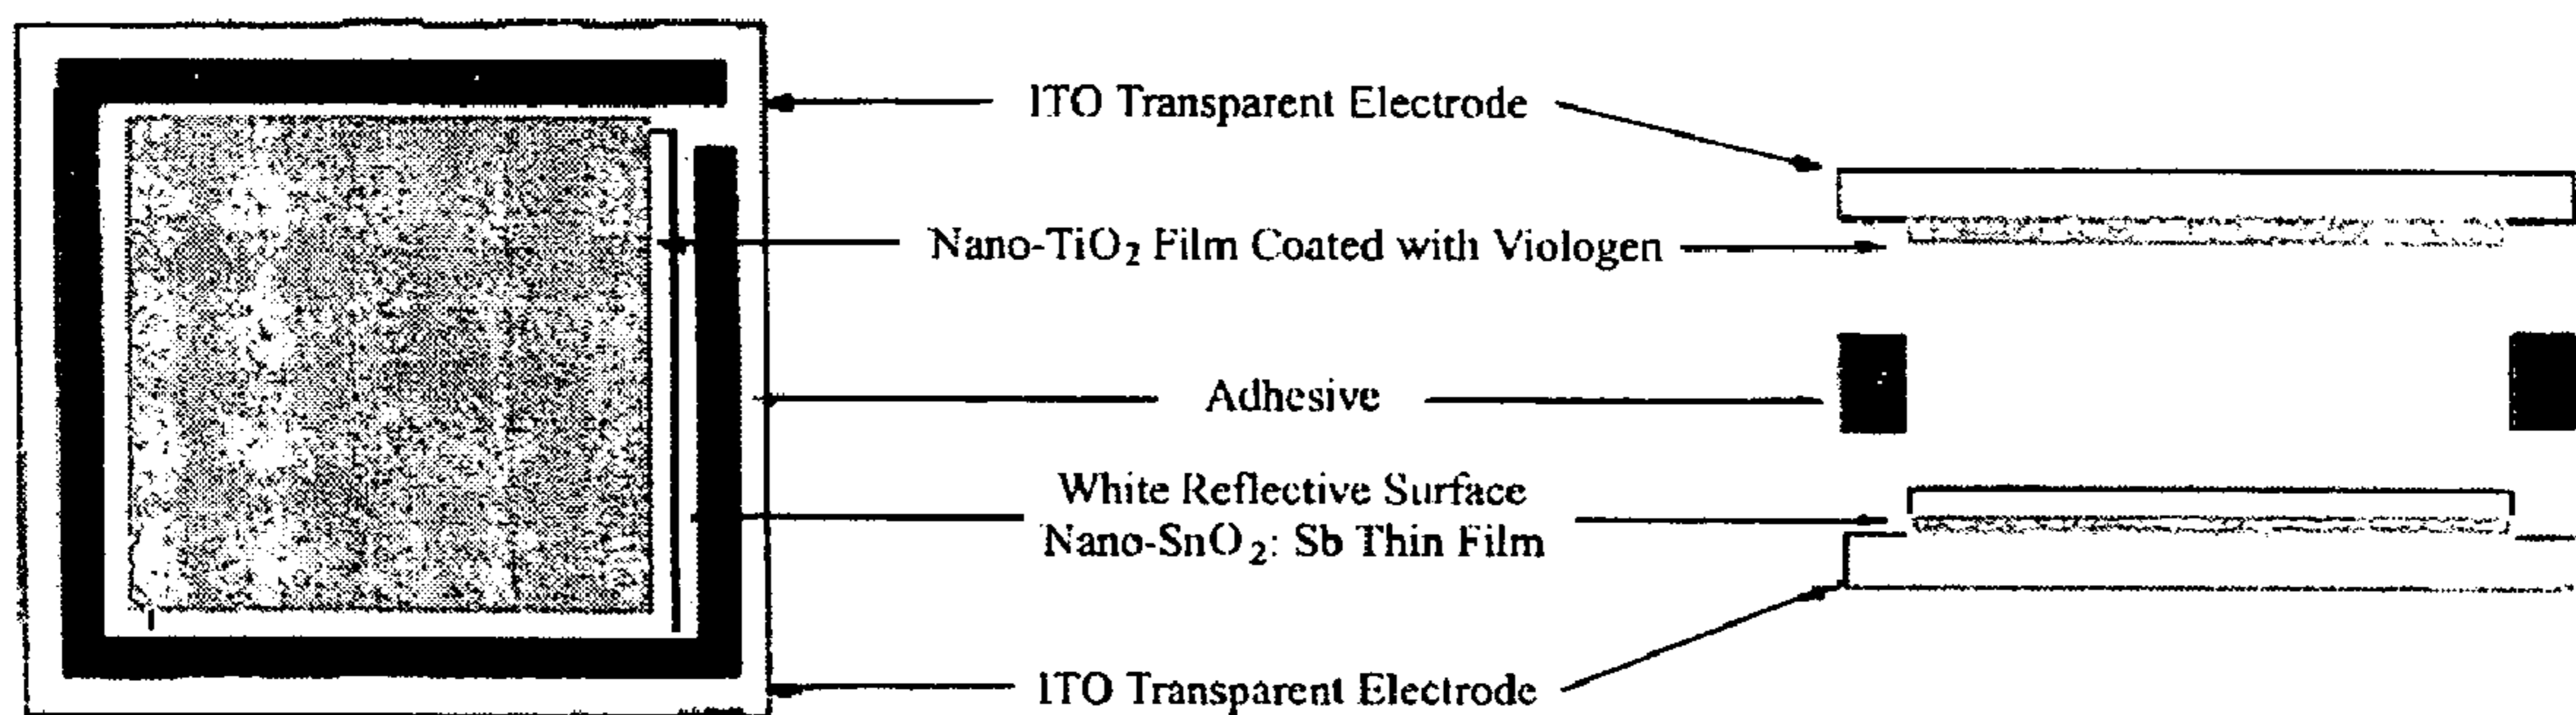 ITO Transparent Electrode
Nano-TiO₂ Film Coated with Viologen
Adhesive
White Reflective Surface
Nano-SnO₂: Sb Thin Film
ITO Transparent Electrode